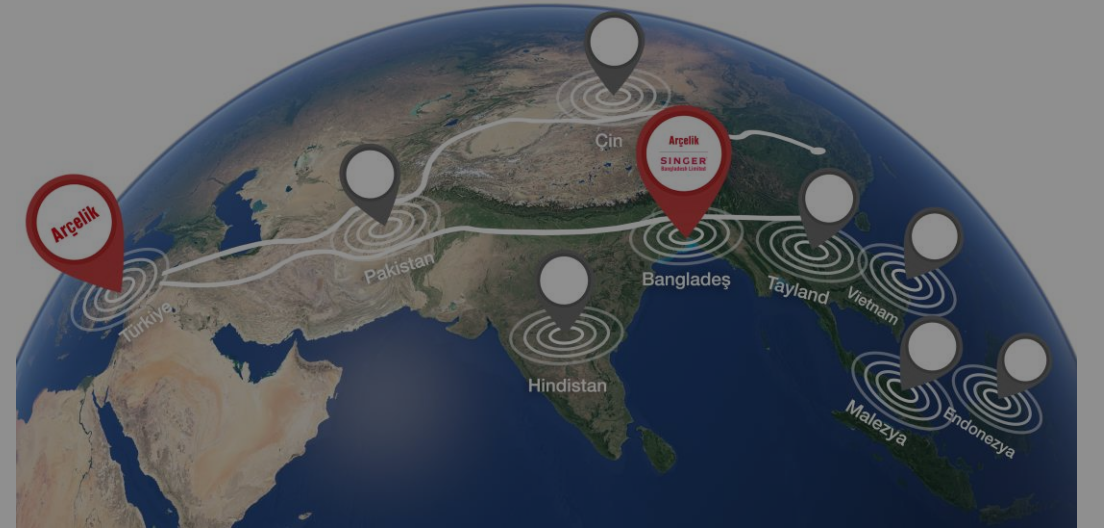 Çin
Arçelik
SINGER
Bangladesh Limited
Arçelik
Pakistan
Türkiye
Bangladeş
Tayland
Vietnam
Hindistan
Malezya
Endonezya